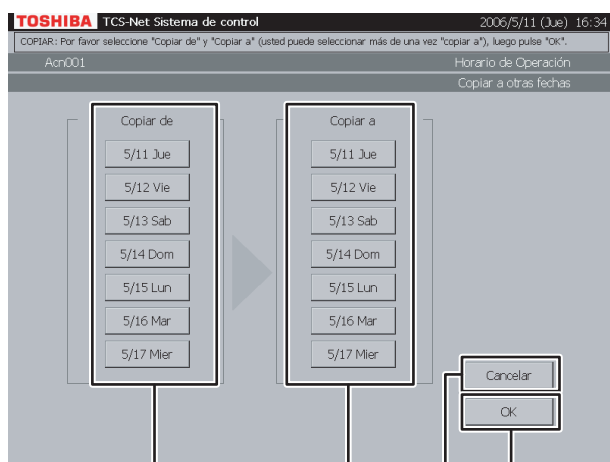 TOSHIBA TCS-Net Sistema de control 2006/5/11 (Jue) 16:34
COPIAR: Por favor seleccione "Copiar de" y "Copiar a" (usted puede seleccionar más de una vez "copiar a"), luego pulse "OK".
Acn001 Horario de Operación
Copiar a otras fechas
Copiar de Copiar a
5/11 Jue 5/11 Jue
5/12 Vie 5/12 Vie
5/13 Sab 5/13 Sab
5/14 Dom 5/14 Dom
5/15 Lun 5/15 Lun
5/16 Mar 5/16 Mar
5/17 Mier 5/17 Mier
Cancelar
OK